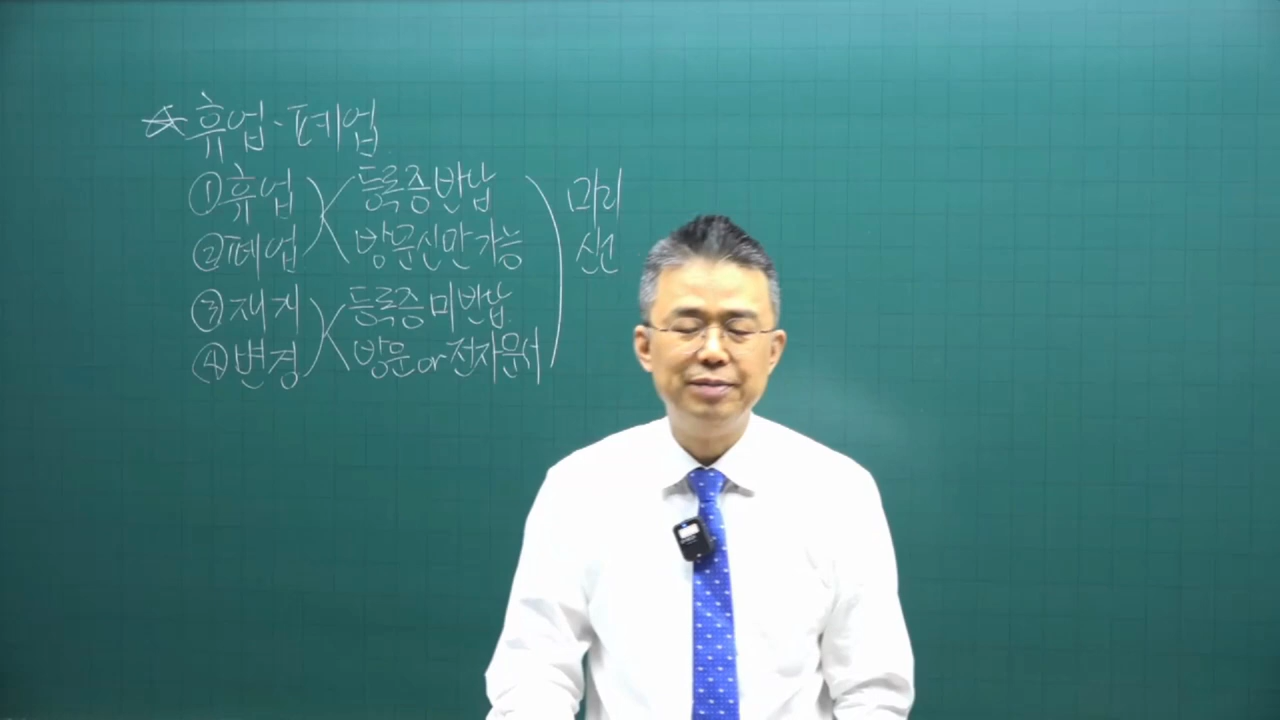 ★휴업·폐업
①휴업 등록증반납
②폐업 방문신만가능
③재개 등록증미반납
④변경 방문or전자문서
미리
신고